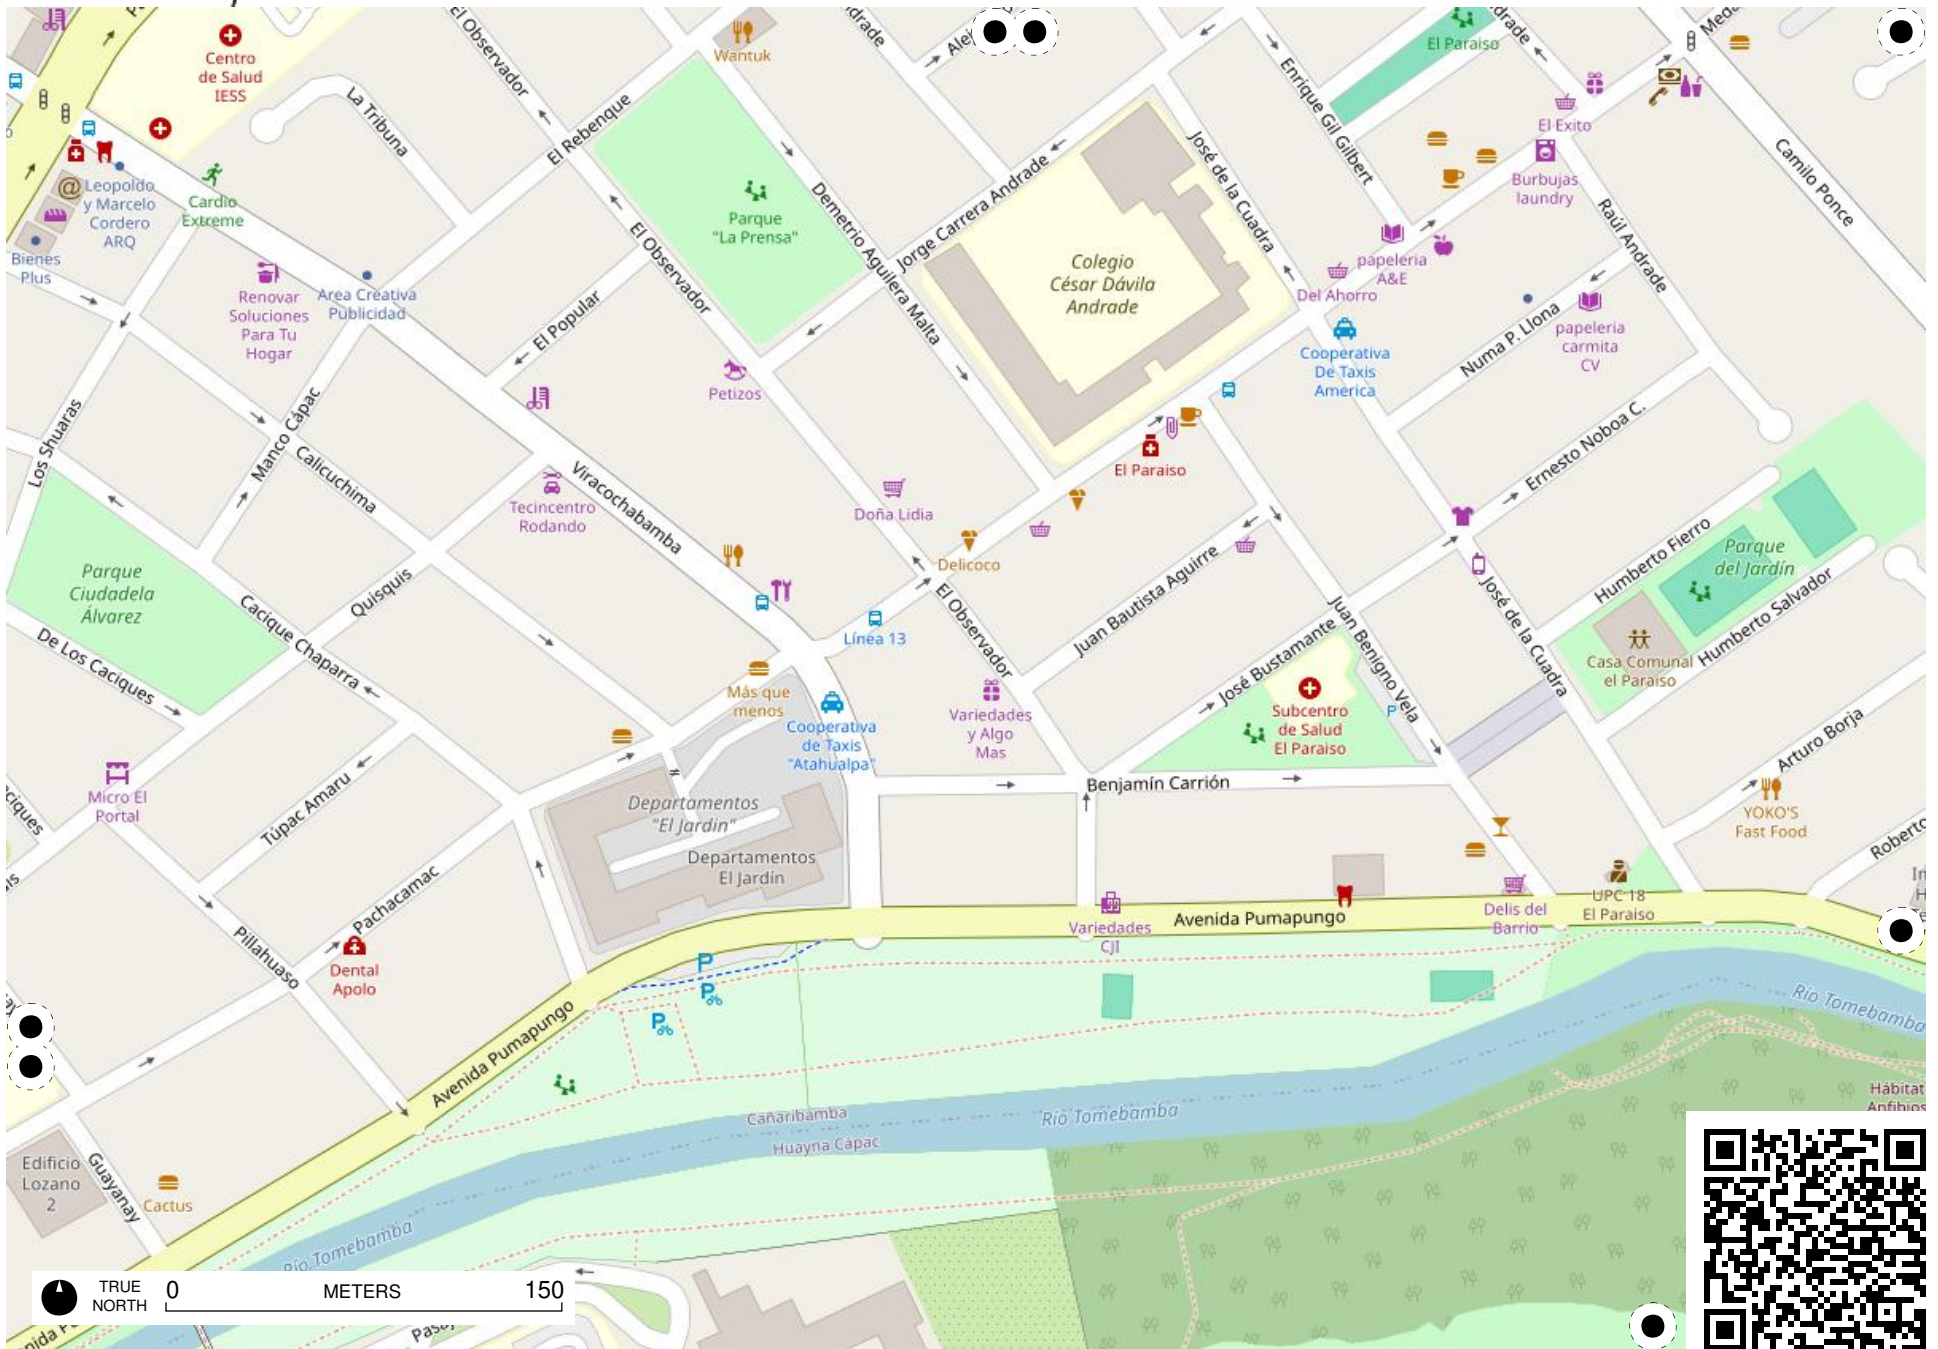 El Observador
Wantuk
El Paraiso
Centro
de Salud
IESS
La Tribuna
El Rebenque
Enrique Gil Gilbert
El Exito
Leopoldo
y Marcelo
Cordero
ARQ
Cardio
Extreme
Bienes
Plus
Parque
"La Prensa"
Demetrio Aguilera Malta
Jorge Carrera Andrade
José de la Cuadra
Burbujas
laundry
Camilo Ponce
Raúl Andrade
El Observador
Colegio
César Dávila
Andrade
papeleria
A&E
Del Ahorro
Renovar
Soluciones
Para Tu
Hogar
Area Creativa
Publicidad
El Popular
Cooperativa
De Taxis
America
Numa P. Llona
papeleria
carmita
CV
Petizos
Los Shuaras
Manco Cápac
Calicuchima
Viracochabamba
Tecincentro
Rodando
Doña Lidia
El Paraiso
Ernesto Noboa C.
Delicoco
Parque
Ciudadela
Álvarez
Quisquis
Cacique Chaparra
De Los Caciques
Línea 13
El Observador
Juan Bautista Aguirre
José Bustamante
Juan Benigno Vela
José de la Cuadra
Humberto Fierro
Parque
del Jardín
Humberto Salvador
Casa Comunal
el Paraiso
Más que
menos
Cooperativa
de Taxis
"Atahualpa"
Variedades
y Algo
Mas
Subcentro
de Salud
El Paraiso
P
Arturo Borja
Micro El
Portal
Túpac Amaru
Departamentos
"El Jardin"
Departamentos
El Jardín
Benjamín Carrión
YOKO'S
Fast Food
Roberto
Pachacamac
Pillahuaso
Dental
Apolo
Variedades
CJI
Avenida Pumapungo
Delis del
Barrio
UPC 18
El Paraiso
P
P
P
Avenida Pumapungo
Río Tomebamba
Cañaribamba
Huayna Cápac
Río Tomebamba
Hábitat
Anfibios
Edificio
Lozano
2
Guayanay
Cactus
Río Tomebamba
TRUE
NORTH
0 METERS 150